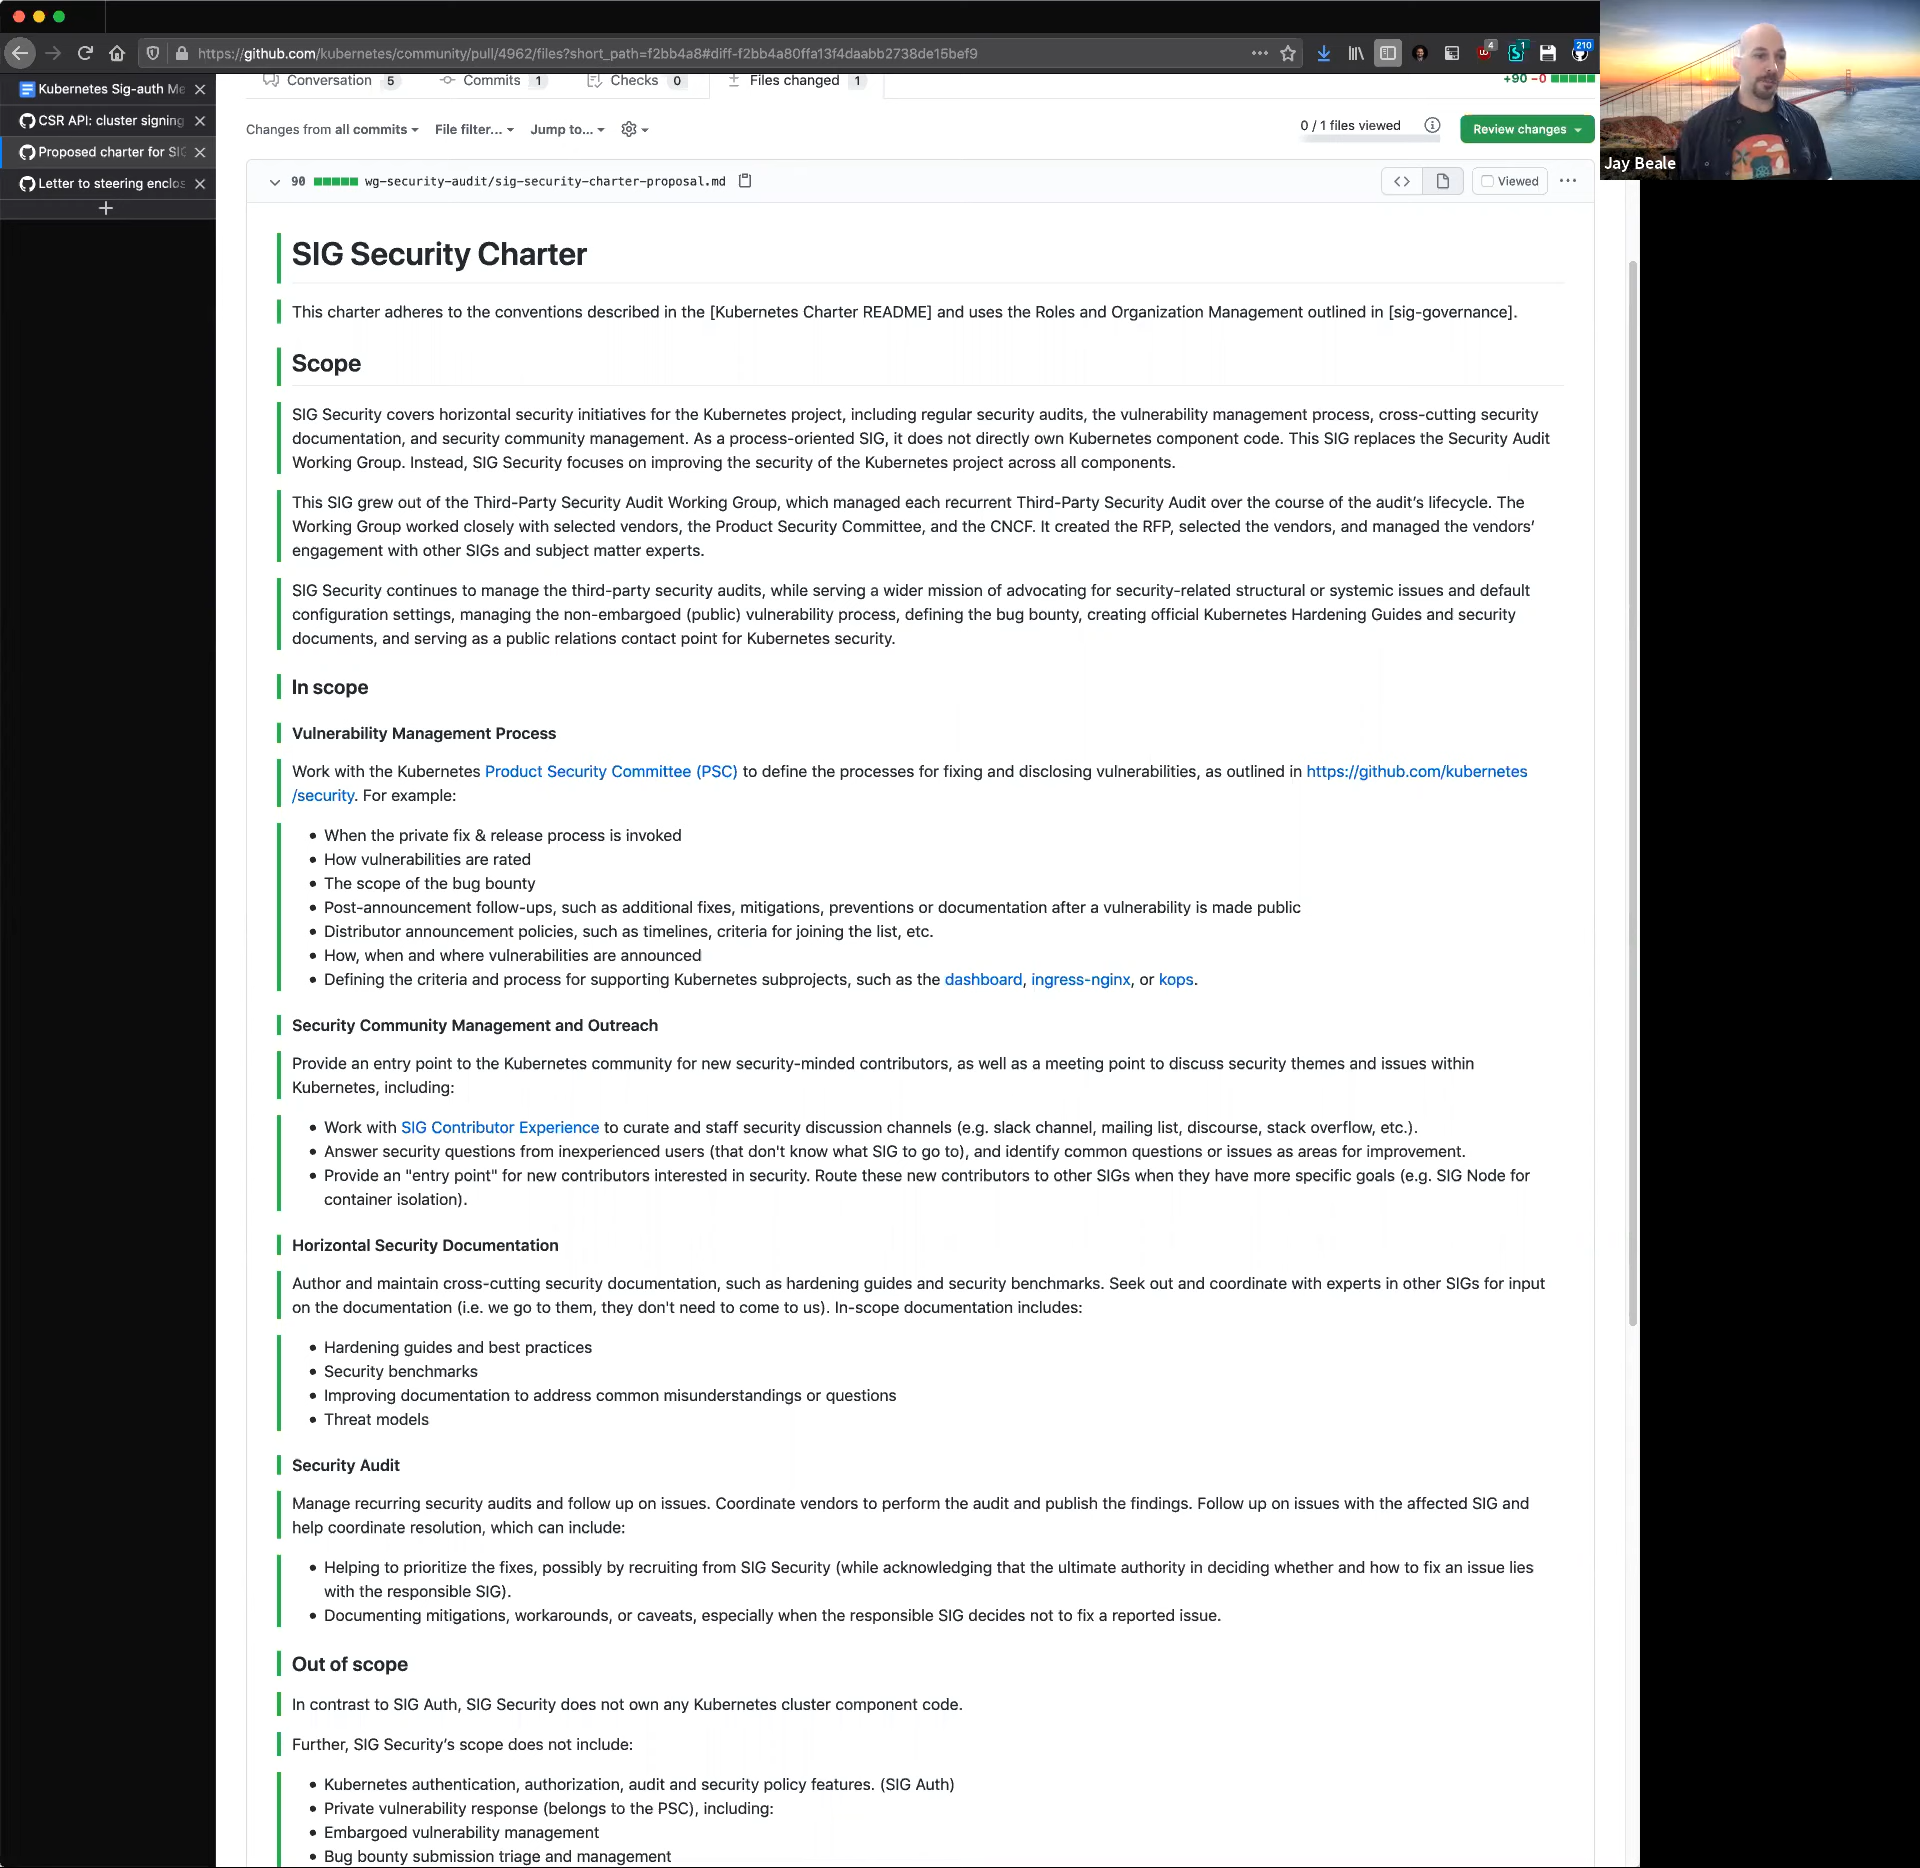 https://github.com/kubernetes/community/pull/4962/files?short_path=f2bb4a8#diff-f2bb4a80ffa13f4daabb2738de15bef9
4
1
210
Kubernetes Sig-auth Me
CSR API: cluster signing
Proposed charter for SIG
Letter to steering enclos
Conversation 5
Commits 1
Checks 0
Files changed 1
+90 −0
Changes from all commits
File filter...
Jump to...
0 / 1 files viewed
Review changes
Jay Beale
90 wg-security-audit/sig-security-charter-proposal.md
Viewed
SIG Security Charter
This charter adheres to the conventions described in the [Kubernetes Charter README] and uses the Roles and Organization Management outlined in [sig-governance].
Scope
SIG Security covers horizontal security initiatives for the Kubernetes project, including regular security audits, the vulnerability management process, cross-cutting security
documentation, and security community management. As a process-oriented SIG, it does not directly own Kubernetes component code. This SIG replaces the Security Audit
Working Group. Instead, SIG Security focuses on improving the security of the Kubernetes project across all components.
This SIG grew out of the Third-Party Security Audit Working Group, which managed each recurrent Third-Party Security Audit over the course of the audit’s lifecycle. The
Working Group worked closely with selected vendors, the Product Security Committee, and the CNCF. It created the RFP, selected the vendors, and managed the vendors’
engagement with other SIGs and subject matter experts.
SIG Security continues to manage the third-party security audits, while serving a wider mission of advocating for security-related structural or systemic issues and default
configuration settings, managing the non-embargoed (public) vulnerability process, defining the bug bounty, creating official Kubernetes Hardening Guides and security
documents, and serving as a public relations contact point for Kubernetes security.
In scope
Vulnerability Management Process
Work with the Kubernetes Product Security Committee (PSC) to define the processes for fixing and disclosing vulnerabilities, as outlined in https://github.com/kubernetes
/security. For example:
• When the private fix & release process is invoked
• How vulnerabilities are rated
• The scope of the bug bounty
• Post-announcement follow-ups, such as additional fixes, mitigations, preventions or documentation after a vulnerability is made public
• Distributor announcement policies, such as timelines, criteria for joining the list, etc.
• How, when and where vulnerabilities are announced
• Defining the criteria and process for supporting Kubernetes subprojects, such as the dashboard, ingress-nginx, or kops.
Security Community Management and Outreach
Provide an entry point to the Kubernetes community for new security-minded contributors, as well as a meeting point to discuss security themes and issues within
Kubernetes, including:
• Work with SIG Contributor Experience to curate and staff security discussion channels (e.g. slack channel, mailing list, discourse, stack overflow, etc.).
• Answer security questions from inexperienced users (that don't know what SIG to go to), and identify common questions or issues as areas for improvement.
• Provide an "entry point" for new contributors interested in security. Route these new contributors to other SIGs when they have more specific goals (e.g. SIG Node for
container isolation).
Horizontal Security Documentation
Author and maintain cross-cutting security documentation, such as hardening guides and security benchmarks. Seek out and coordinate with experts in other SIGs for input
on the documentation (i.e. we go to them, they don't need to come to us). In-scope documentation includes:
• Hardening guides and best practices
• Security benchmarks
• Improving documentation to address common misunderstandings or questions
• Threat models
Security Audit
Manage recurring security audits and follow up on issues. Coordinate vendors to perform the audit and publish the findings. Follow up on issues with the affected SIG and
help coordinate resolution, which can include:
• Helping to prioritize the fixes, possibly by recruiting from SIG Security (while acknowledging that the ultimate authority in deciding whether and how to fix an issue lies
with the responsible SIG).
• Documenting mitigations, workarounds, or caveats, especially when the responsible SIG decides not to fix a reported issue.
Out of scope
In contrast to SIG Auth, SIG Security does not own any Kubernetes cluster component code.
Further, SIG Security’s scope does not include:
• Kubernetes authentication, authorization, audit and security policy features. (SIG Auth)
• Private vulnerability response (belongs to the PSC), including:
• Embargoed vulnerability management
• Bug bounty submission triage and management